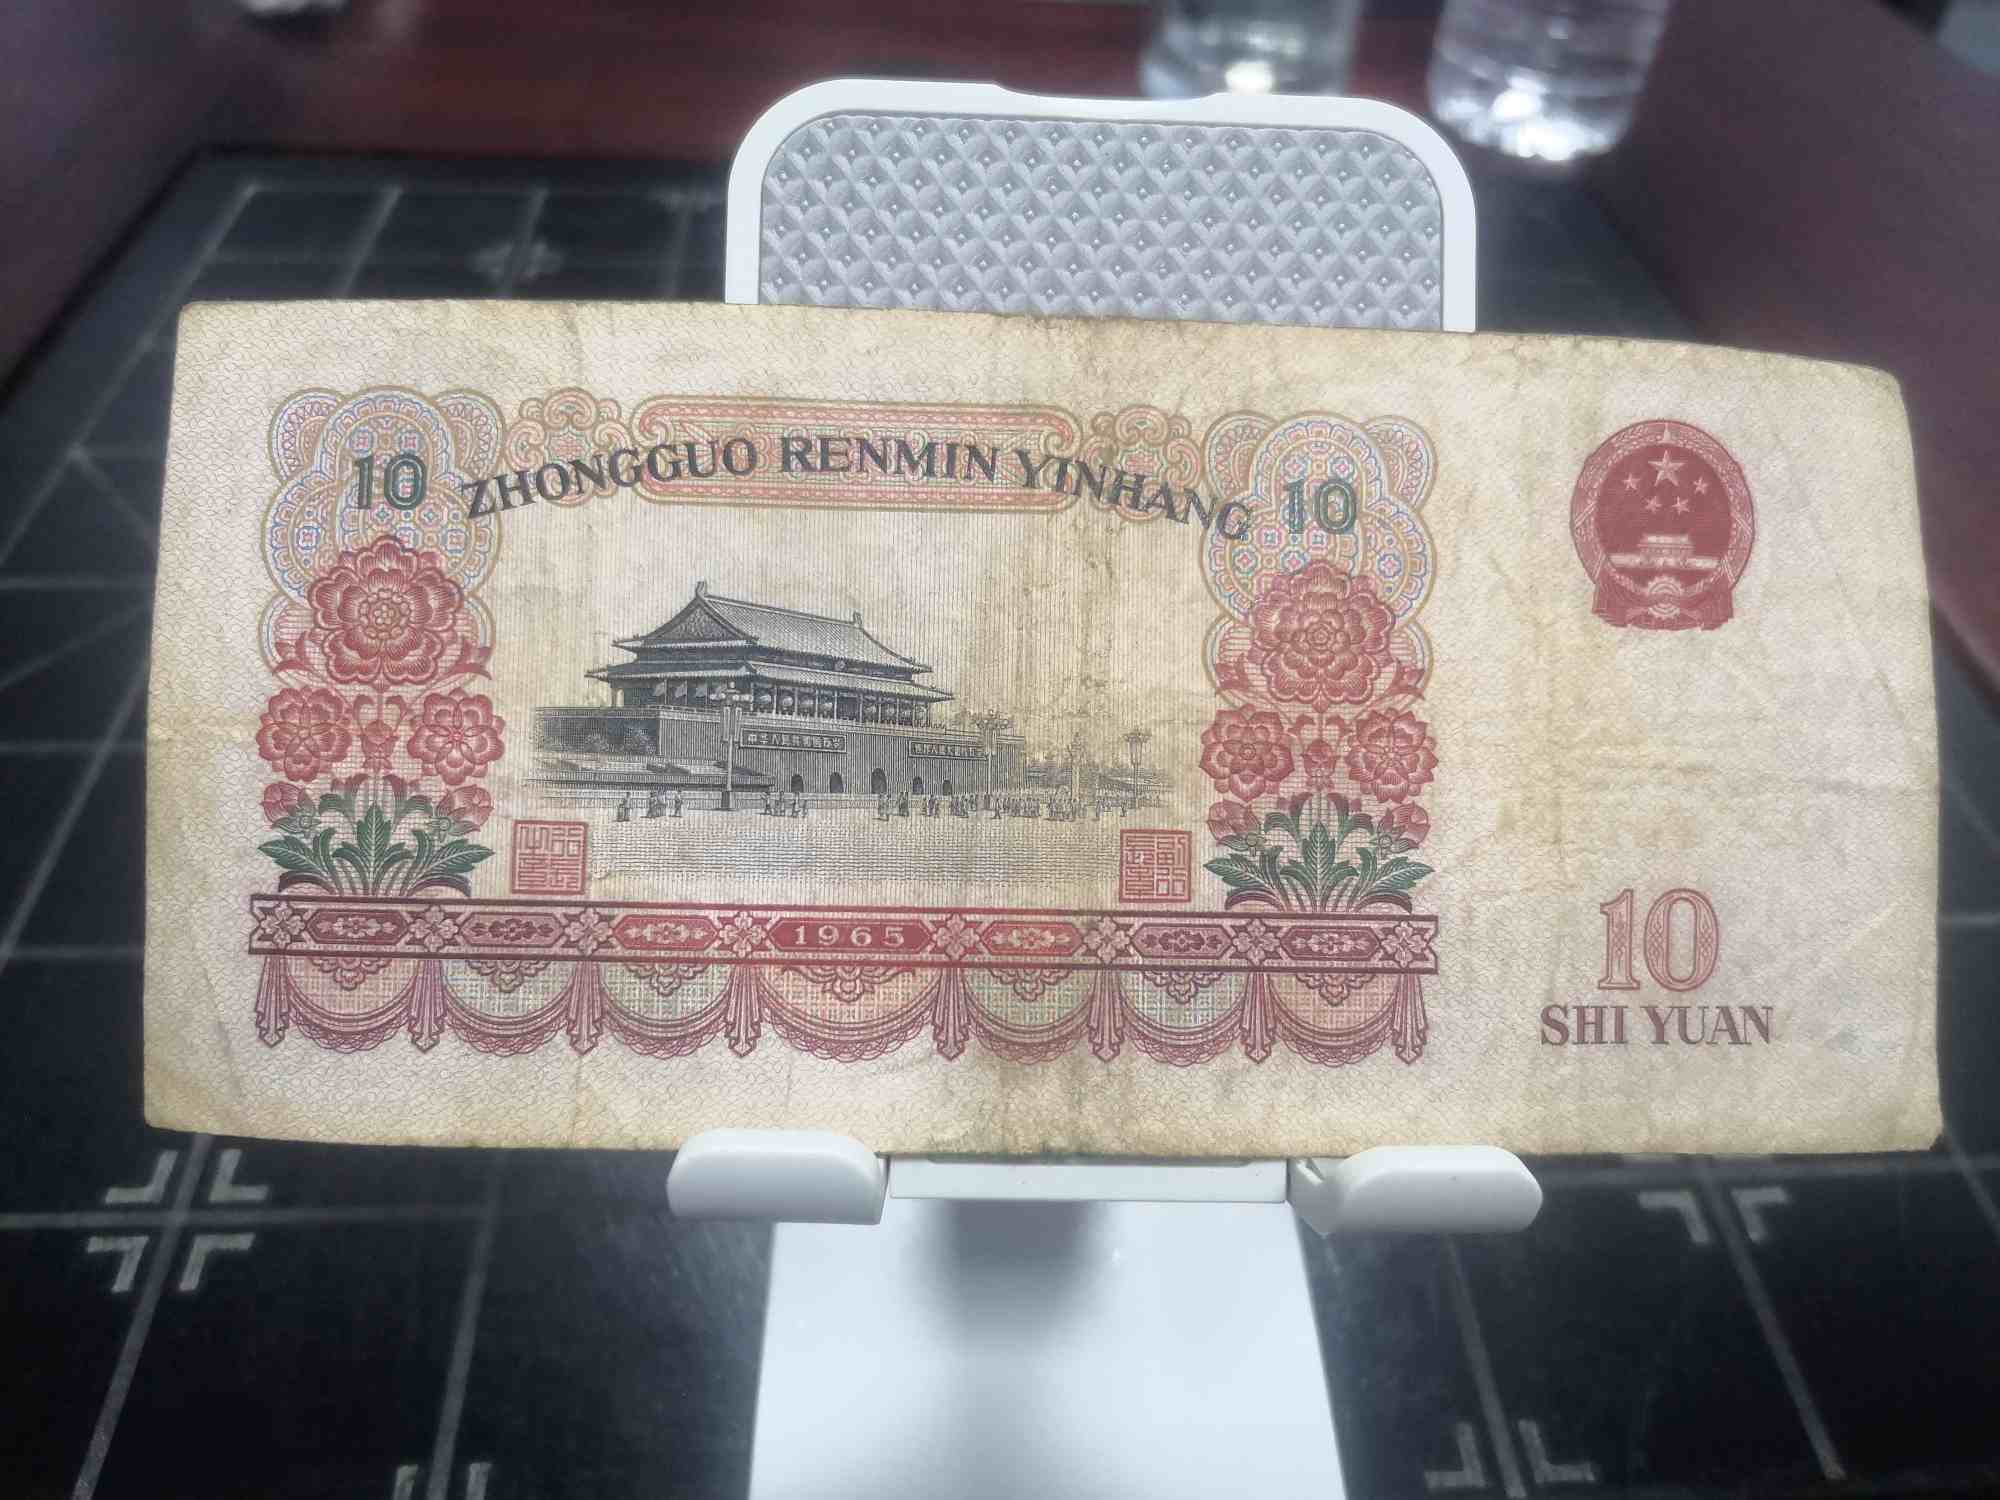 10 ZHONGGUO RENMIN YINHANG 10
1965
10
SHI YUAN